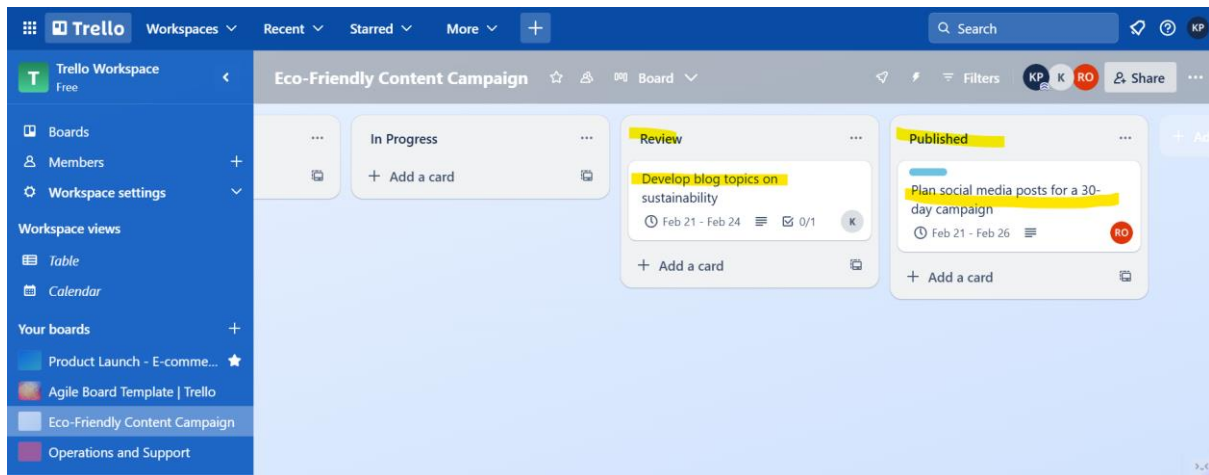 Trello Workspaces Recent Starred More + Search KP
T Trello Workspace
Free
Eco-Friendly Content Campaign Board Filters KP K RO Share ...
Boards
Members +
Workspace settings
Workspace views
Table
Calendar
Your boards +
Product Launch - E-comme...
Agile Board Template | Trello
Eco-Friendly Content Campaign
Operations and Support
...
In Progress ...
+ Add a card
Review ...
Develop blog topics on
sustainability
Feb 21 - Feb 24 0/1 K
+ Add a card
Published ...
Plan social media posts for a 30-
day campaign
Feb 21 - Feb 26 RO
+ Add a card
+ Ad